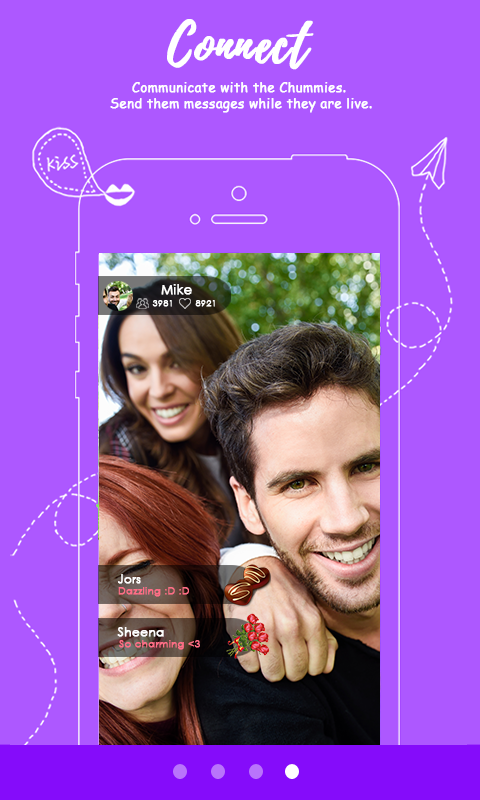 Connect
Communicate with the Chummies.
Send them messages while they are live.
Kiss
Mike
3981 8921
Jors
Dazzling :D :D
Sheena
So charming <3